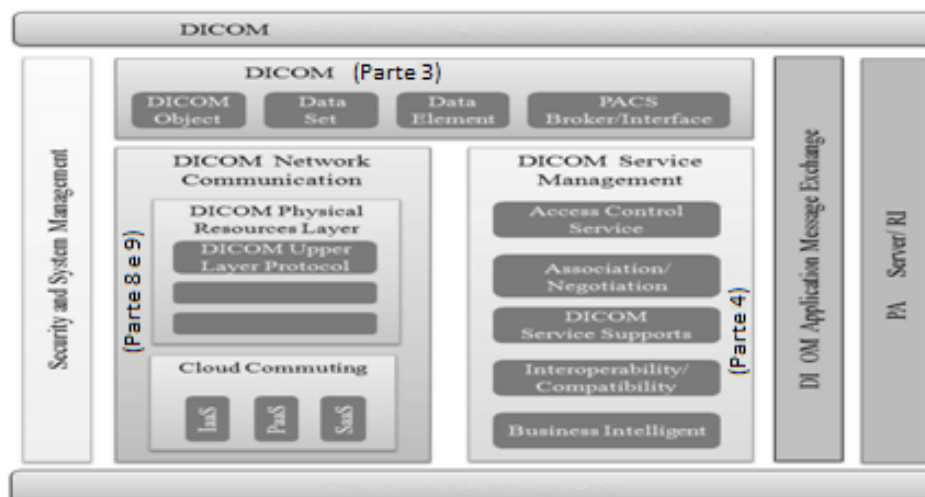 DICOM
DICOM (Parte 3)
DICOM
Object
Data
Set
Data
Element
PACS
Broker/Interface
Security and System Management
(Parte 8 e 9)
DICOM Network
Communication
DICOM Physical
Resources Layer
DICOM Upper
Layer Protocol
Cloud Commuting
IaaS
PaaS
SaaS
DICOM Service
Management
Access Control
Service
Association/
Negotiation
DICOM
Service Supports
Interoperability/
Compatibility
Business Intelligent
(Parte 4)
DI OM Application Message Exchange
PA Server/ RI